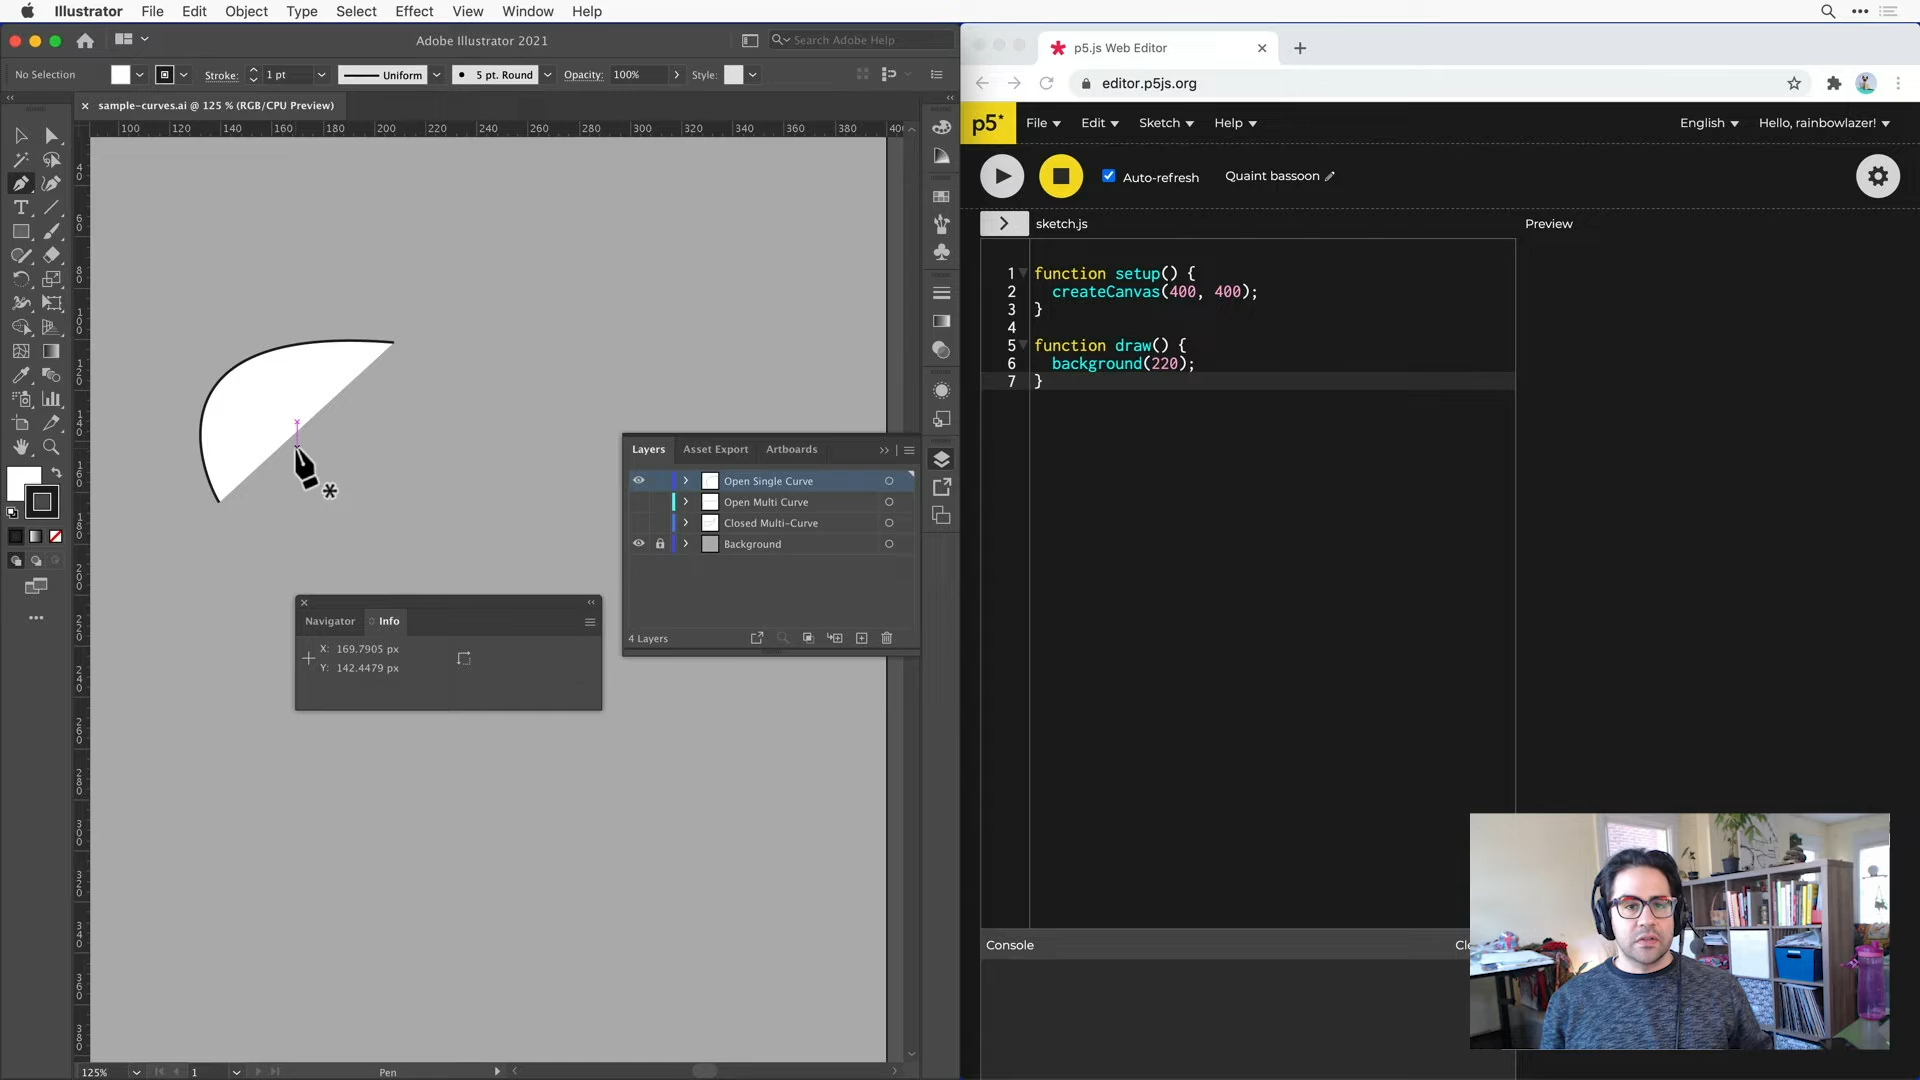 Illustrator File Edit Object Type Select Effect View Window Help
Adobe Illustrator 2021
Search Adobe Help
No Selection Stroke: 1 pt Uniform 5 pt. Round Opacity: 100% Style:
sample-curves.ai @ 125 % (RGB/CPU Preview)
100 120 140 160 180 200 220 240 260 280 300 320 340 360 380
Layers Asset Export Artboards
Open Single Curve
Open Multi Curve
Closed Multi-Curve
Background
4 Layers
Navigator Info
X: 169.7905 px
Y: 142.4479 px
125% 1 Pen
p5.js Web Editor
editor.p5js.org
p5* File Edit Sketch Help English Hello, rainbowlazer!
Auto-refresh Quaint bassoon
sketch.js Preview
1 function setup() {
2 createCanvas(400, 400);
3 }
4
5 function draw() {
6 background(220);
7 }
Console